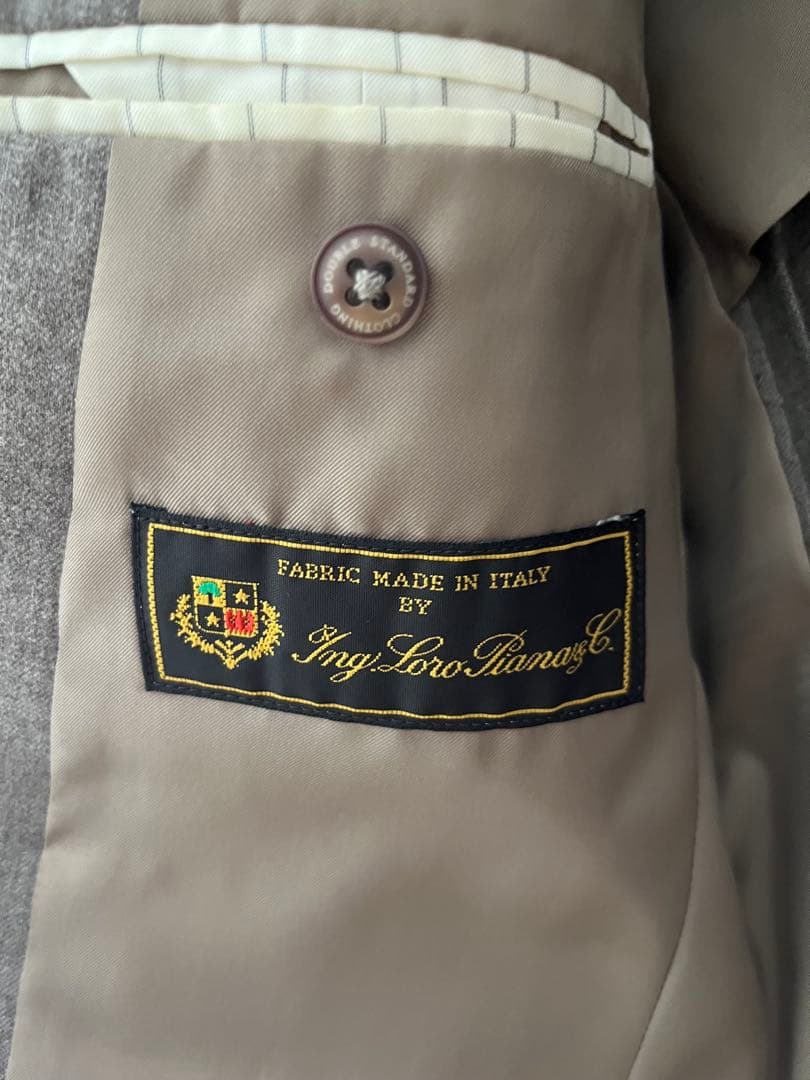 DOUBLE STANDARD CLOTHING
FABRIC MADE IN ITALY
BY
Ing. Loro Piana & C.